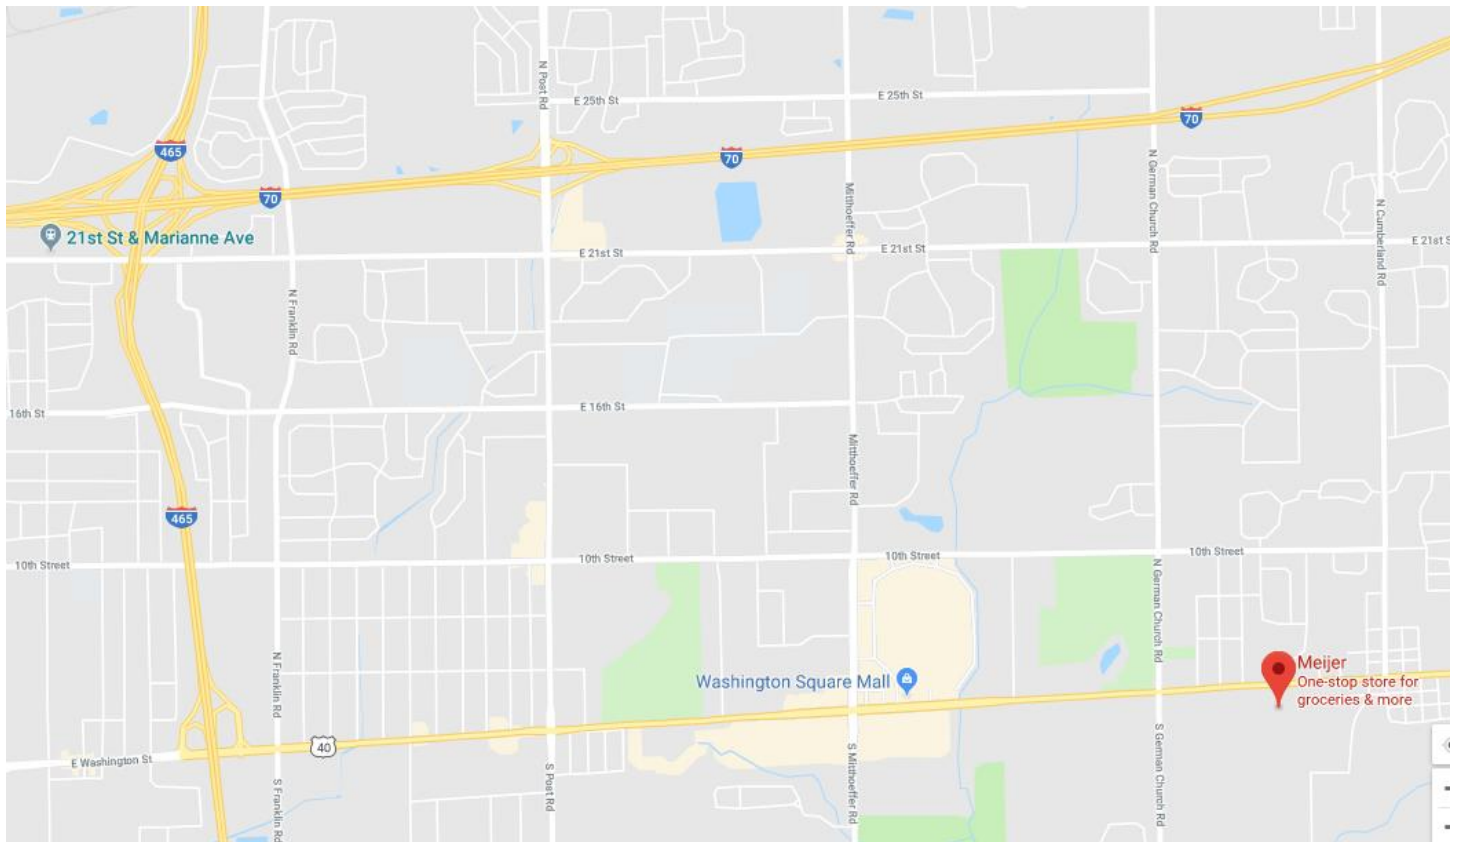 N Post Rd
E 25th St
E 25th St
70
465
70
N German Church Rd
70
Mitthoeffer Rd
N Cumberland Rd
21st St & Marianne Ave
E 21st St
E 21st St
E 21st S
N Franklin Rd
16th St
E 16th St
Mitthoeffer Rd
465
10th Street
10th Street
10th Street
10th Street
N German Church Rd
N Franklin Rd
Meijer
One-stop store for
groceries & more
Washington Square Mall
40
E Washington St
S Franklin Rd
S Post Rd
S Mitthoeffer Rd
S German Church Rd